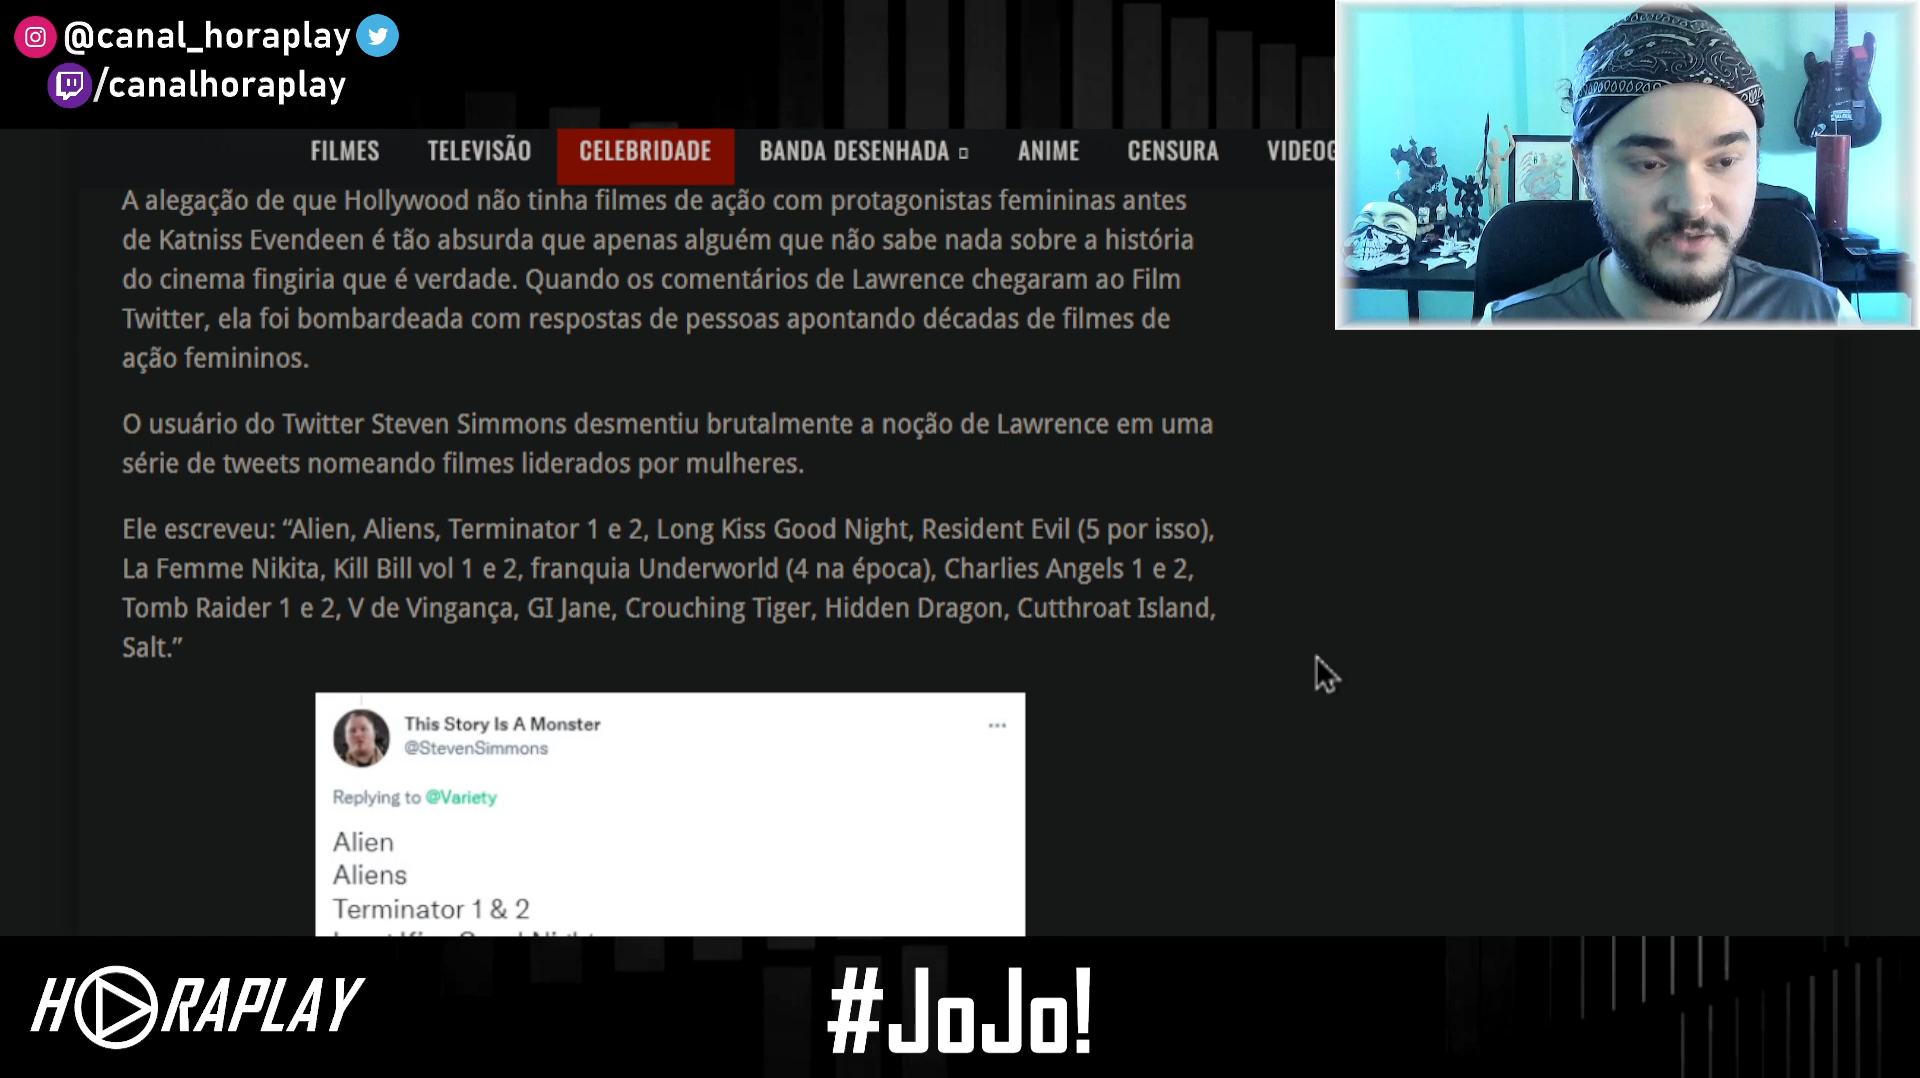 @canal_horaplay
/canalhoraplay
FILMES TELEVISÃO CELEBRIDADE BANDA DESENHADA ANIME CENSURA VIDEOG
A alegação de que Hollywood não tinha filmes de ação com protagonistas femininas antes
de Katniss Evendeen é tão absurda que apenas alguém que não sabe nada sobre a história
do cinema fingiria que é verdade. Quando os comentários de Lawrence chegaram ao Film
Twitter, ela foi bombardeada com respostas de pessoas apontando décadas de filmes de
ação femininos.
O usuário do Twitter Steven Simmons desmentiu brutalmente a noção de Lawrence em uma
série de tweets nomeando filmes liderados por mulheres.
Ele escreveu: “Alien, Aliens, Terminator 1 e 2, Long Kiss Good Night, Resident Evil (5 por isso),
La Femme Nikita, Kill Bill vol 1 e 2, franquia Underworld (4 na época), Charlies Angels 1 e 2,
Tomb Raider 1 e 2, V de Vingança, GI Jane, Crouching Tiger, Hidden Dragon, Cutthroat Island,
Salt.”
This Story Is A Monster
@StevenSimmons
Replying to @Variety
Alien
Aliens
Terminator 1 & 2
HORAPLAY
#JoJo!